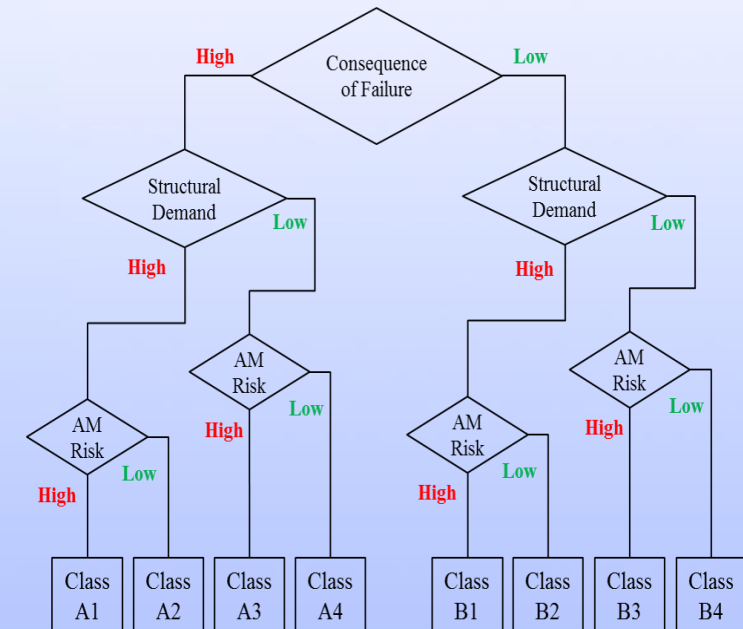 Consequence
of Failure
High
Low
Structural
Demand
Low
High
Structural
Demand
Low
High
AM
Risk
Low
High
AM
Risk
Low
High
AM
Risk
Low
High
AM
Risk
Low
High
Class
A1
Class
A2
Class
A3
Class
A4
Class
B1
Class
B2
Class
B3
Class
B4